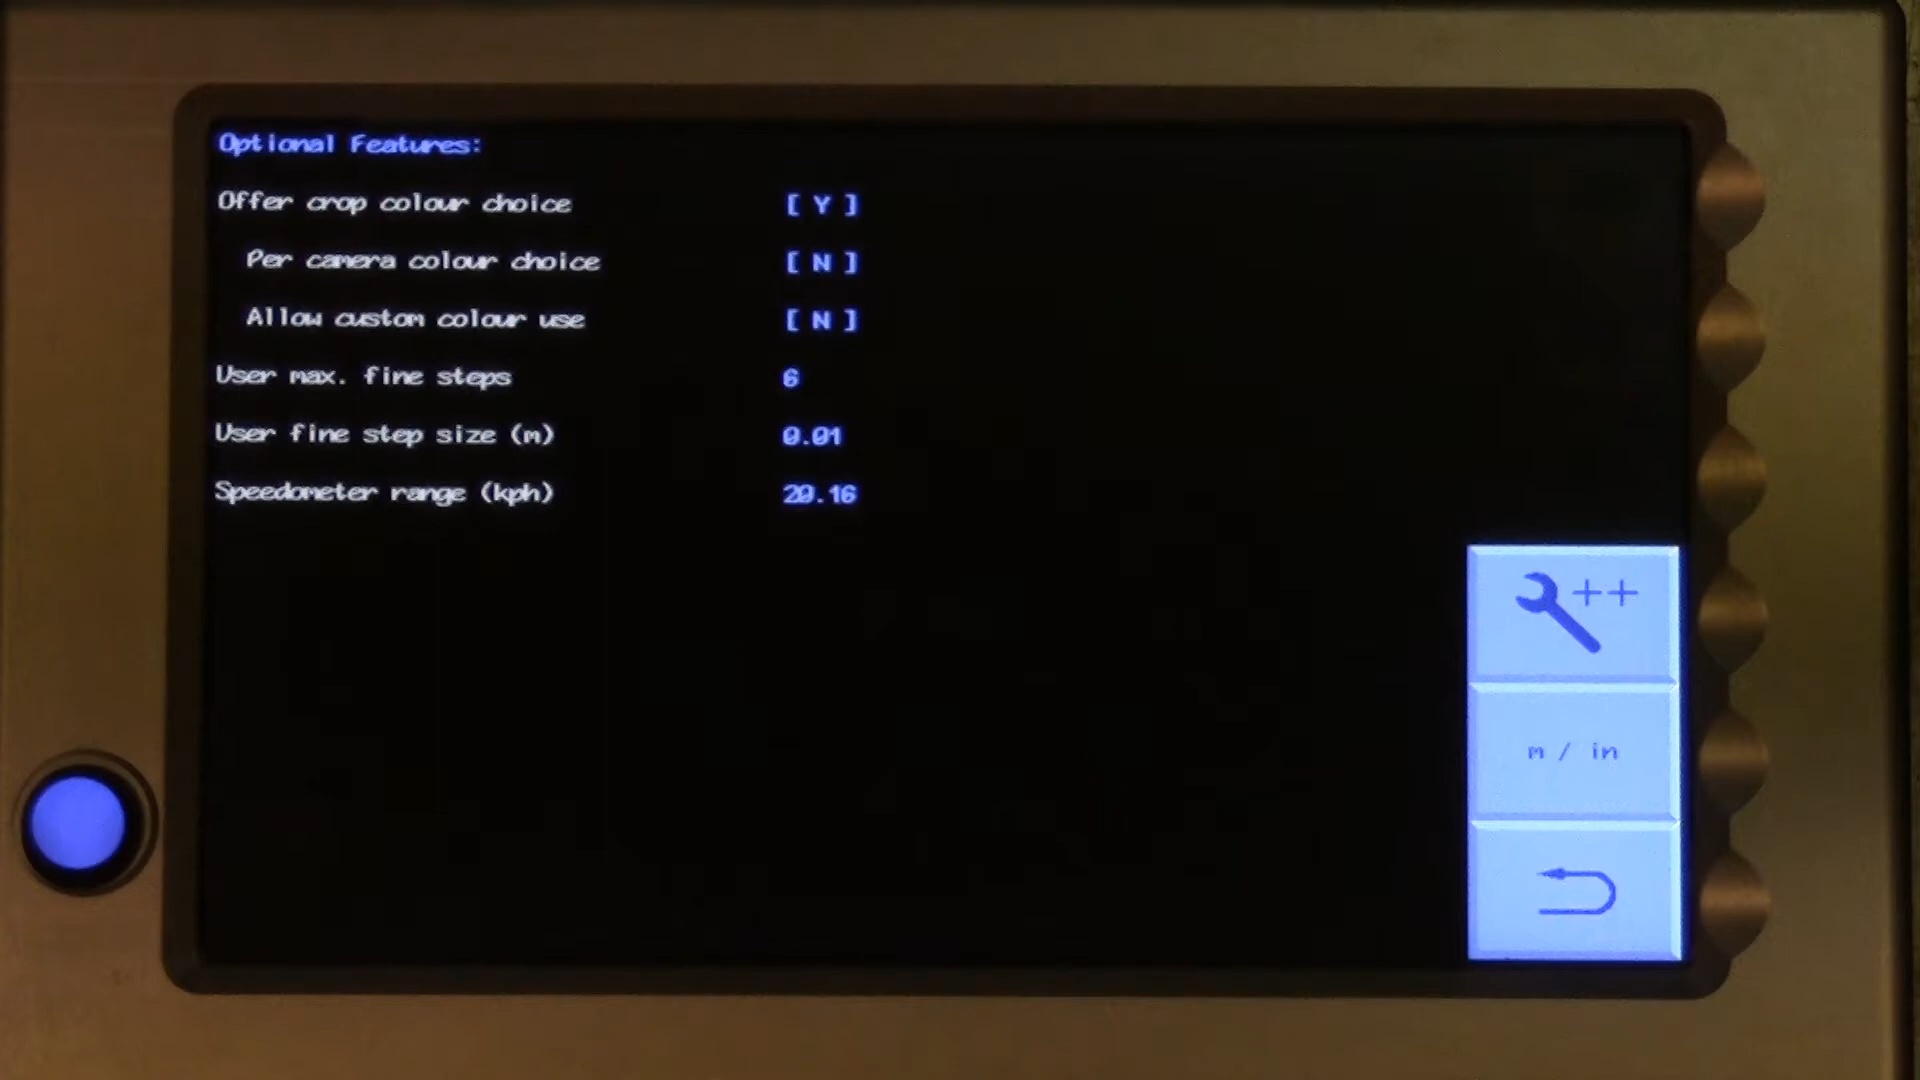 Optional Features:
Offer crop colour choice [ Y ]
Per camera colour choice [ N ]
Allow custom colour use [ N ]
User max. fine steps 6
User fine step size (m) 0.01
Speedometer range (kph) 20.16
++
m / in